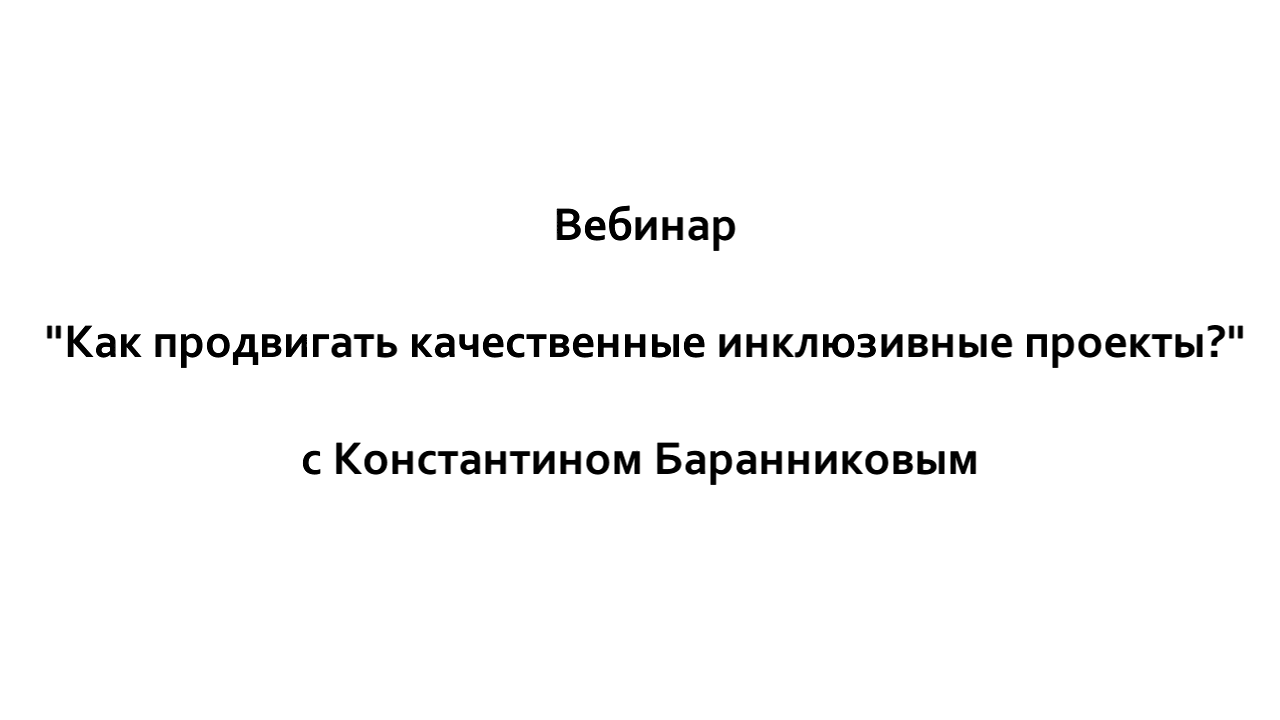 Вебинар
"Как продвигать качественные инклюзивные проекты?"
с Константином Баранниковым